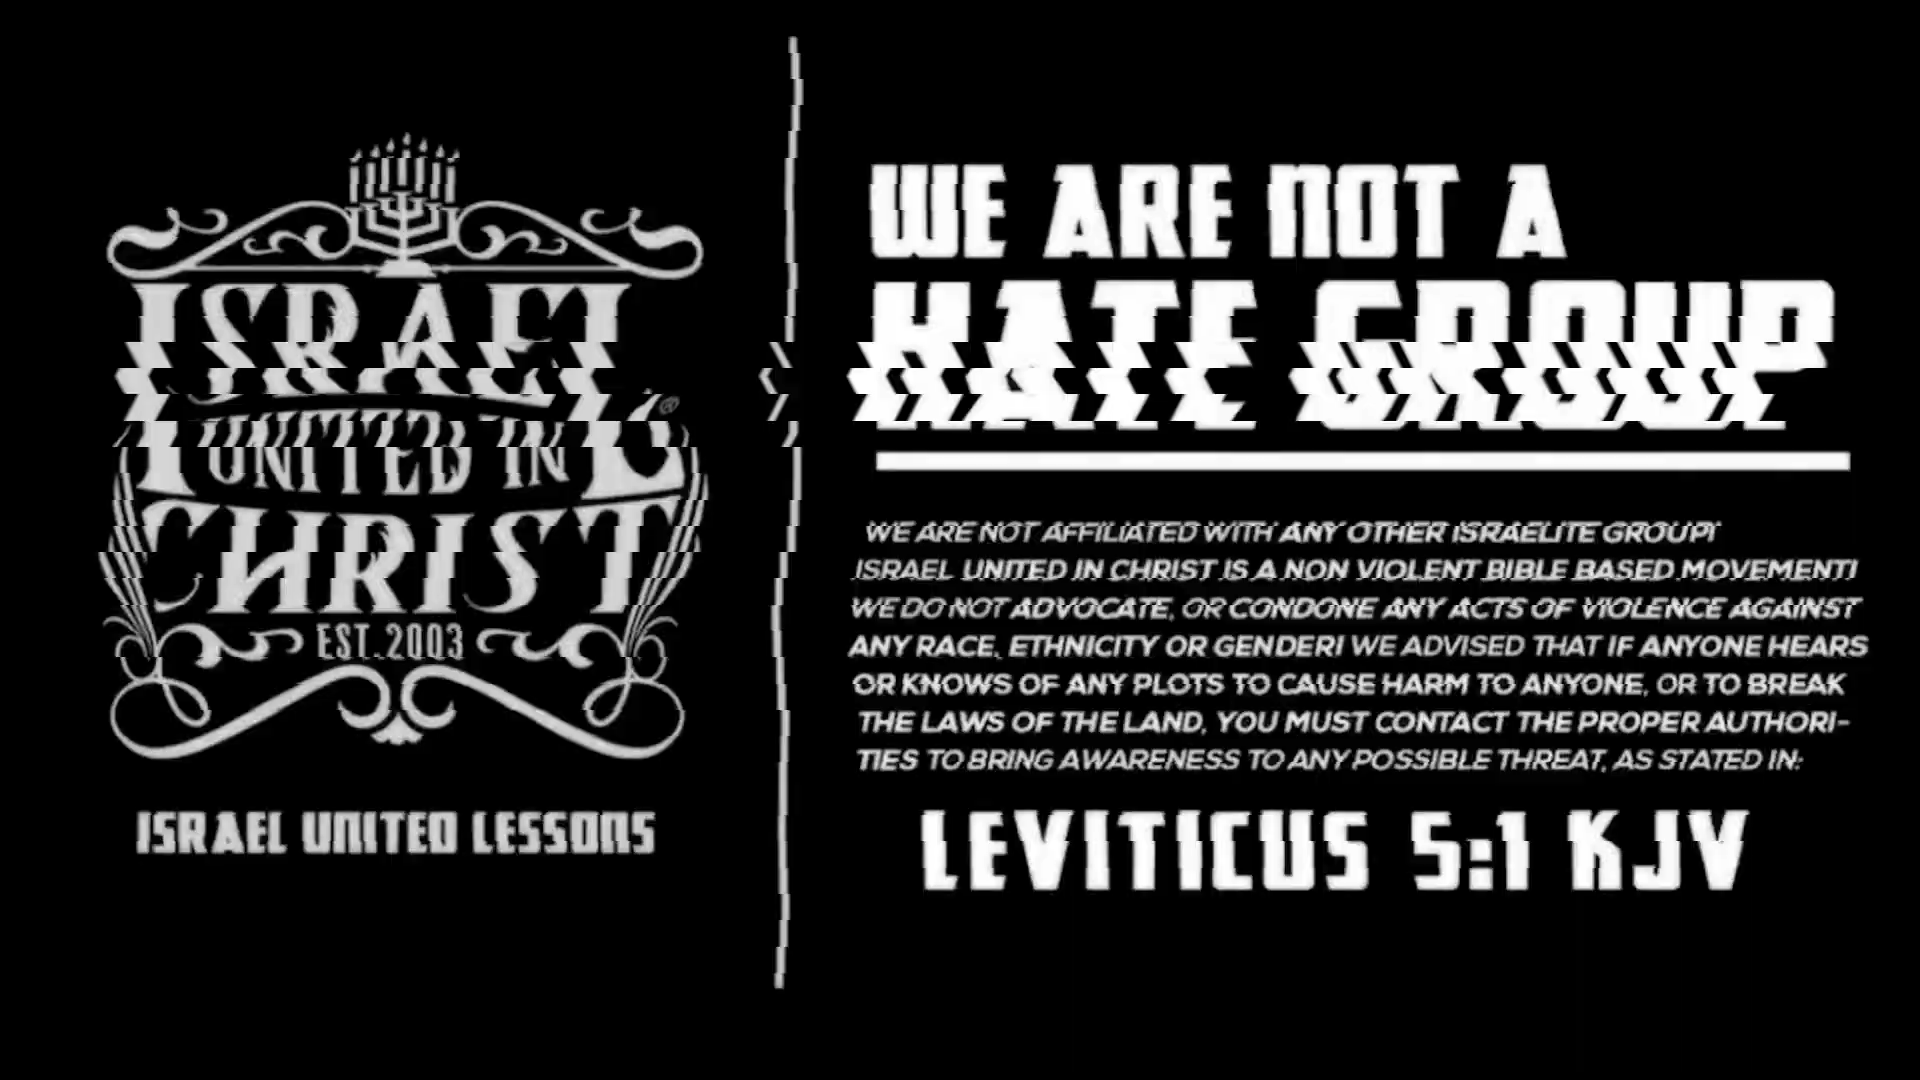 ISRAEL
UNITED IN
CHRIST
EST.2003
ISRAEL UNITED LESSONS
WE ARE NOT A
HATE GROUP
WE ARE NOT AFFILIATED WITH ANY OTHER ISRAELITE GROUP!
ISRAEL UNITED IN CHRIST IS A NON VIOLENT BIBLE BASED MOVEMENT!
WE DO NOT ADVOCATE, OR CONDONE ANY ACTS OF VIOLENCE AGAINST
ANY RACE, ETHNICITY OR GENDER! WE ADVISED THAT IF ANYONE HEARS
OR KNOWS OF ANY PLOTS TO CAUSE HARM TO ANYONE, OR TO BREAK
THE LAWS OF THE LAND, YOU MUST CONTACT THE PROPER AUTHORI-
TIES TO BRING AWARENESS TO ANY POSSIBLE THREAT, AS STATED IN:
LEVITICUS 5:1 KJV